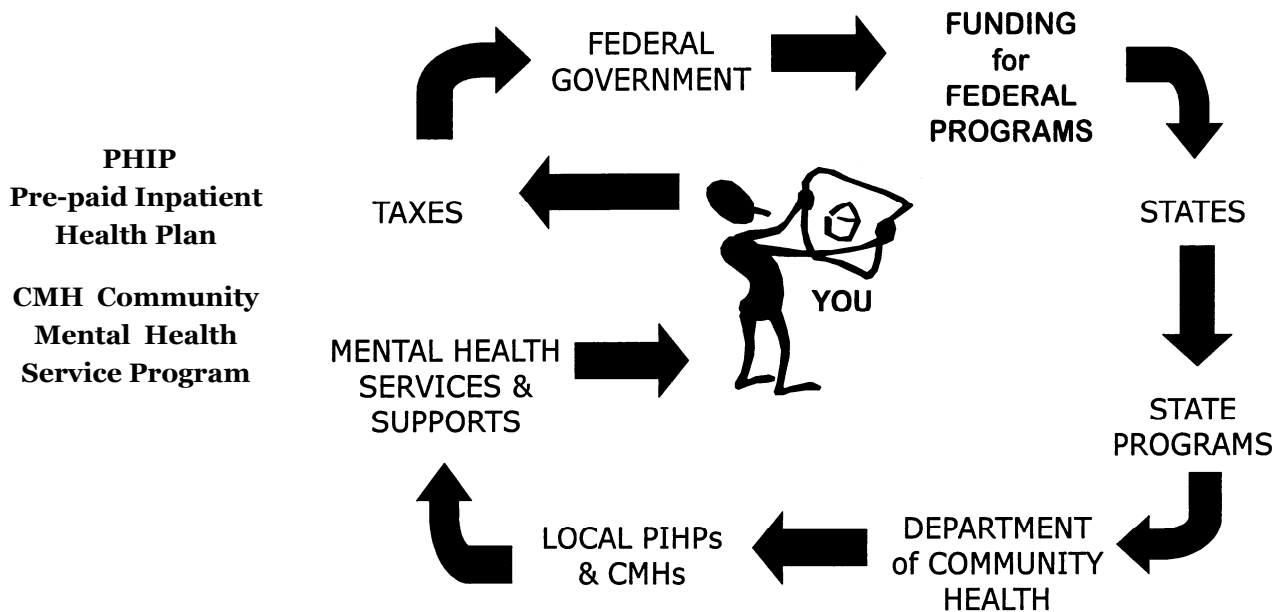 PHIP
Pre-paid Inpatient
Health Plan
CMH Community
Mental Health
Service Program
FEDERAL
GOVERNMENT
FUNDING
for
FEDERAL
PROGRAMS
TAXES
YOU
STATES
MENTAL HEALTH
SERVICES &
SUPPORTS
STATE
PROGRAMS
LOCAL PIHPs
& CMHs
DEPARTMENT
of COMMUNITY
HEALTH